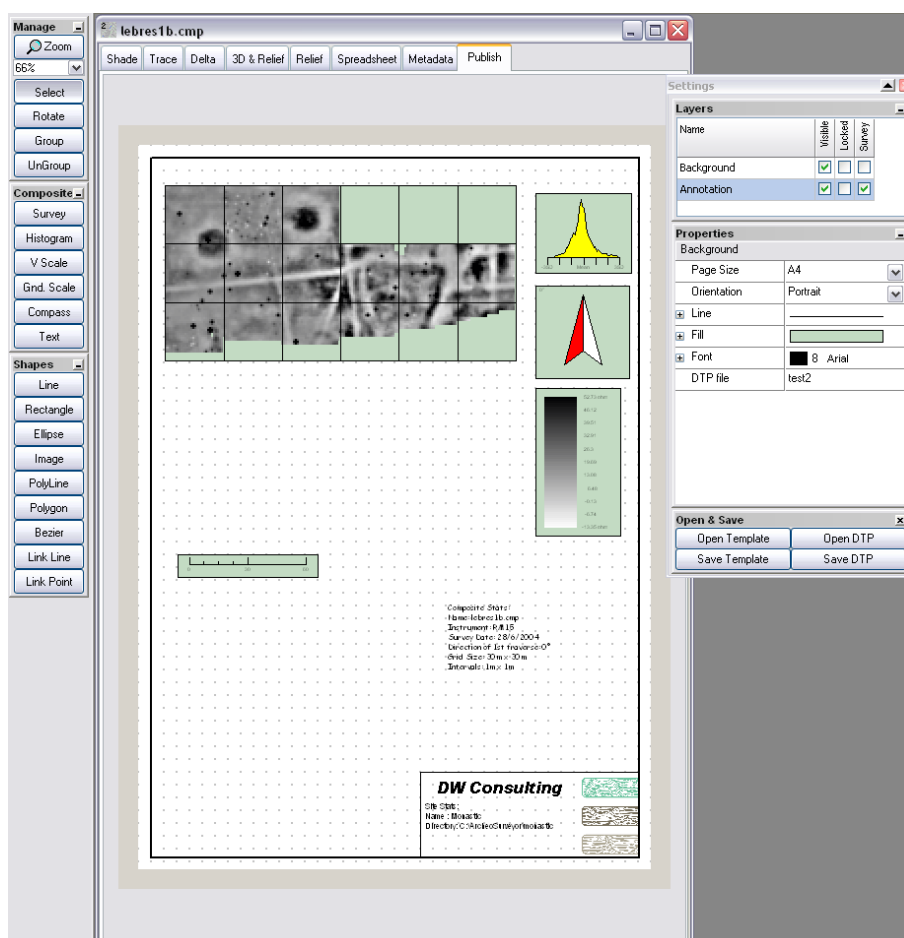 Manage
Zoom
66%
Select
Rotate
Group
UnGroup
Composite
Survey
Histogram
V Scale
Gnd. Scale
Compass
Text
Shapes
Line
Rectangle
Ellipse
Image
PolyLine
Polygon
Bezier
Link Line
Link Point
2 lebres1b.cmp
Shade Trace Delta 3D & Relief Relief Spreadsheet Metadata Publish
Composite Stats:
Name: lebres1b.cmp
Instrument: RM15
Survey Date: 28/6/2004
Direction of 1st traverse: 0°
Grid Size: 30 m x 30 m
Intervals: 1m x 1m
DW Consulting
Site Stats:
Name : Monastic
Directory: C:\ArcheoSurveyor\monastic
Settings
Layers
Name Visible Locked Survey
Background
Annotation
Properties
Background
Page Size A4
Orientation Portrait
Line
Fill
Font 8 Arial
DTP file test2
Open & Save
Open Template Open DTP
Save Template Save DTP